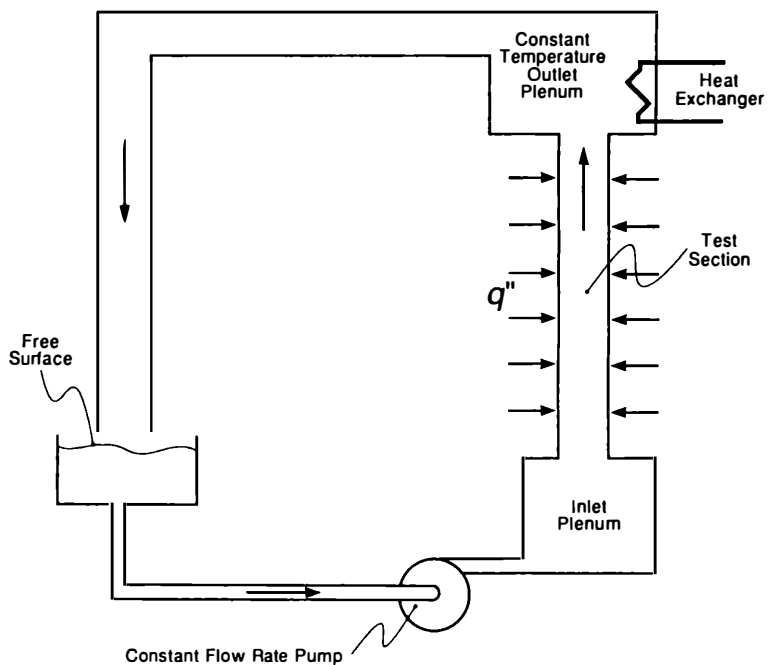 Constant
Temperature
Outlet
Plenum
Heat
Exchanger
Test
Section
q"
Free
Surface
Inlet
Plenum
Constant Flow Rate Pump